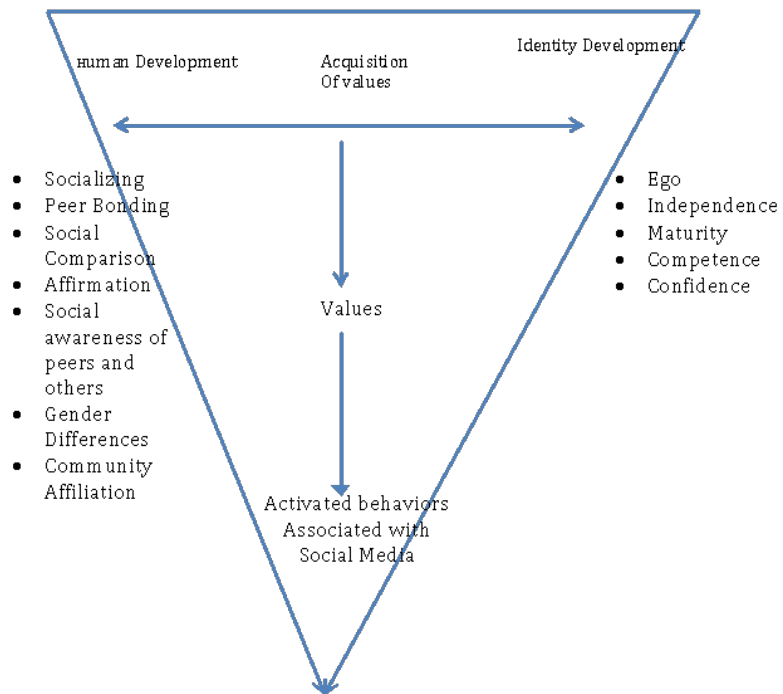 Human Development
Acquisition
Of values
Identity Development
• Socializing
• Peer Bonding
• Social
Comparison
• Affirmation
• Social
awareness of
peers and
others
• Gender
Differences
• Community
Affiliation
• Ego
• Independence
• Maturity
• Competence
• Confidence
Values
Activated behaviors
Associated with
Social Media